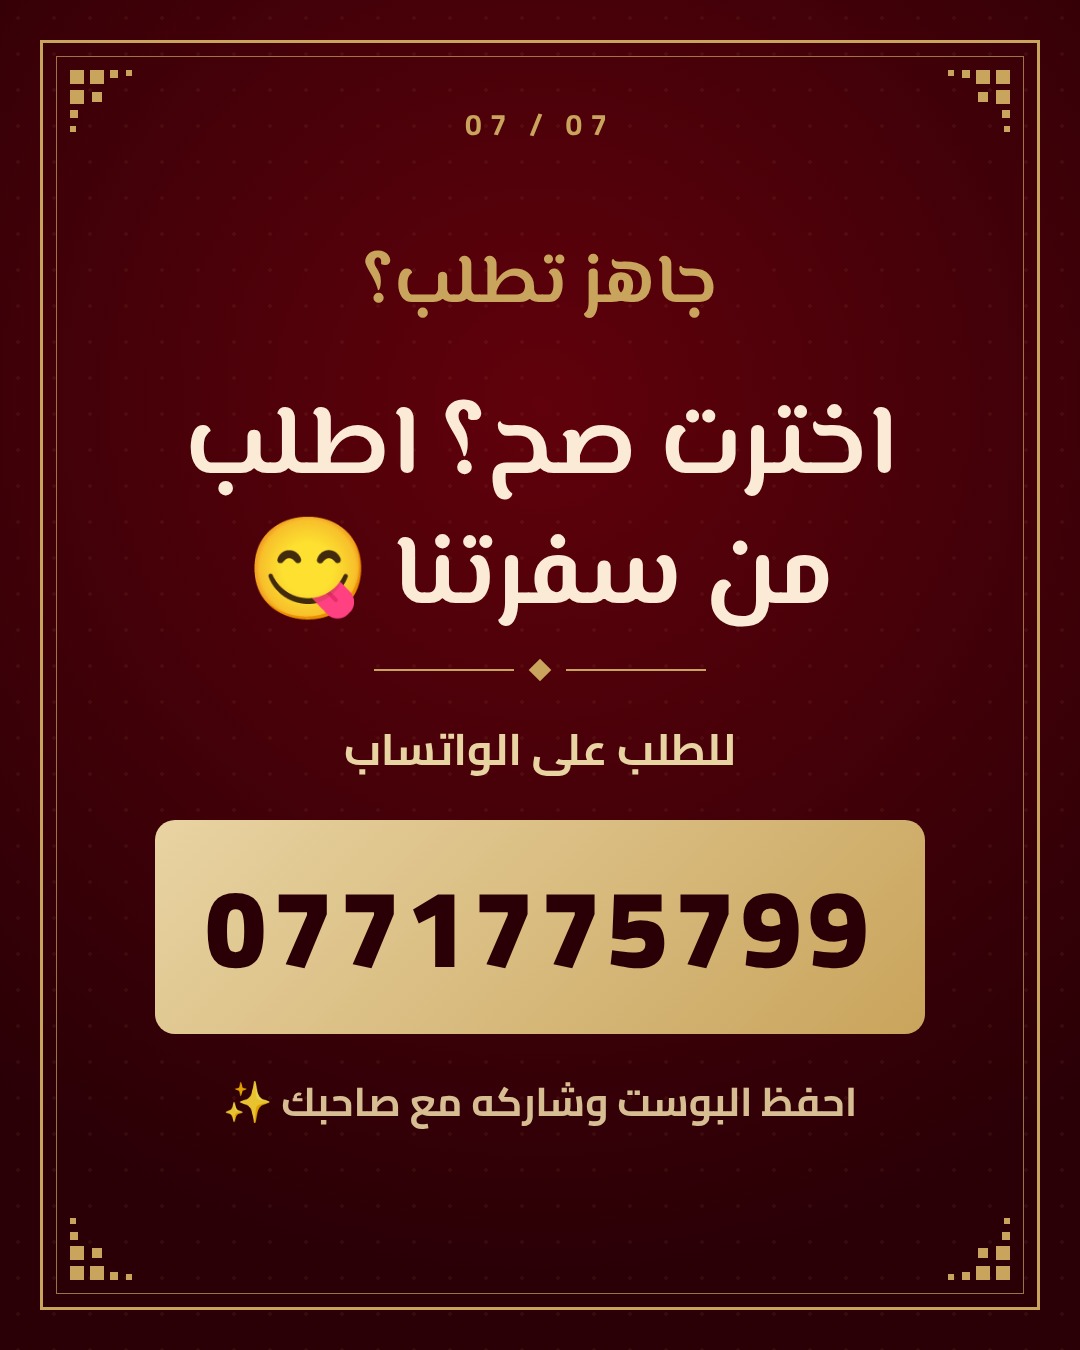 07 / 07
جاهز تطلب؟
اخترت صح؟ اطلب
من سفرتنا 😋
للطلب على الواتساب
0771775799
احفظ البوست وشاركه مع صاحبك ✨